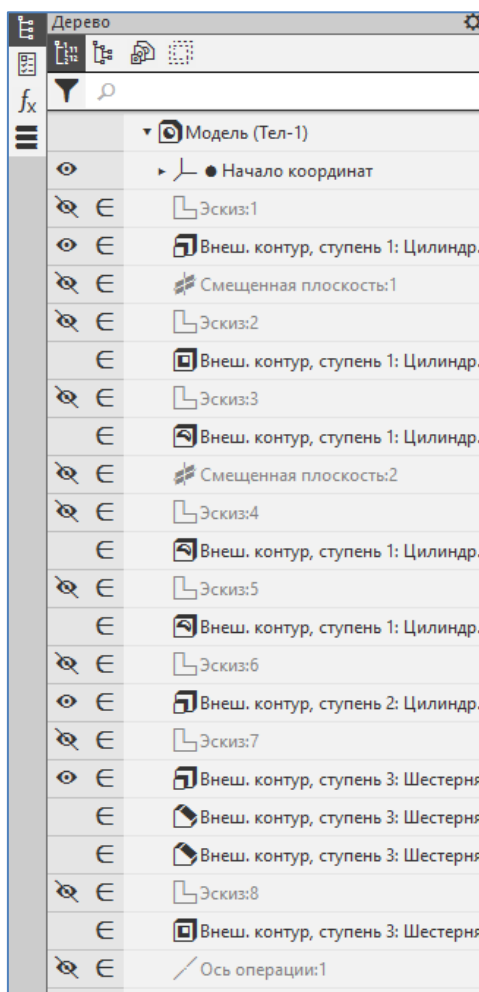 Дерево
fx
Модель (Тел-1)
Начало координат
Эскиз:1
Внеш. контур, ступень 1: Цилиндр.
Смещенная плоскость:1
Эскиз:2
Внеш. контур, ступень 1: Цилиндр.
Эскиз:3
Внеш. контур, ступень 1: Цилиндр.
Смещенная плоскость:2
Эскиз:4
Внеш. контур, ступень 1: Цилиндр.
Эскиз:5
Внеш. контур, ступень 1: Цилиндр.
Эскиз:6
Внеш. контур, ступень 2: Цилиндр.
Эскиз:7
Внеш. контур, ступень 3: Шестерня
Внеш. контур, ступень 3: Шестерня
Внеш. контур, ступень 3: Шестерня
Эскиз:8
Внеш. контур, ступень 3: Шестерня
Ось операции:1